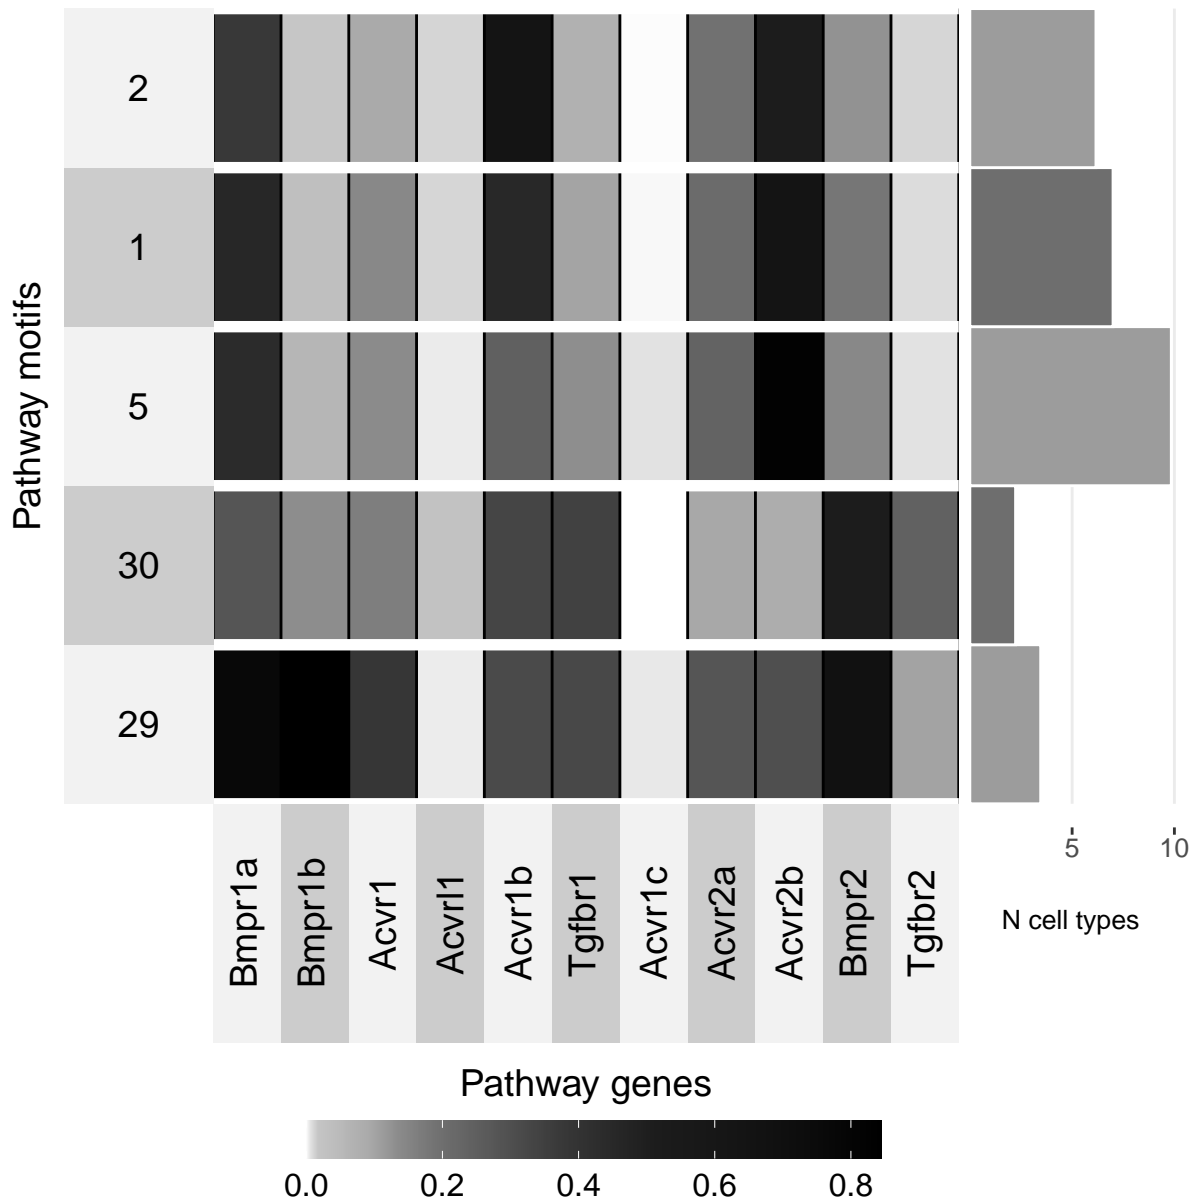 Pathway motifs
2
1
5
30
29
Bmpr1a
Bmpr1b
Acvr1
Acvrl1
Acvr1b
Tgfbr1
Acvr1c
Acvr2a
Acvr2b
Bmpr2
Tgfbr2
5 10
N cell types
Pathway genes
0.0 0.2 0.4 0.6 0.8